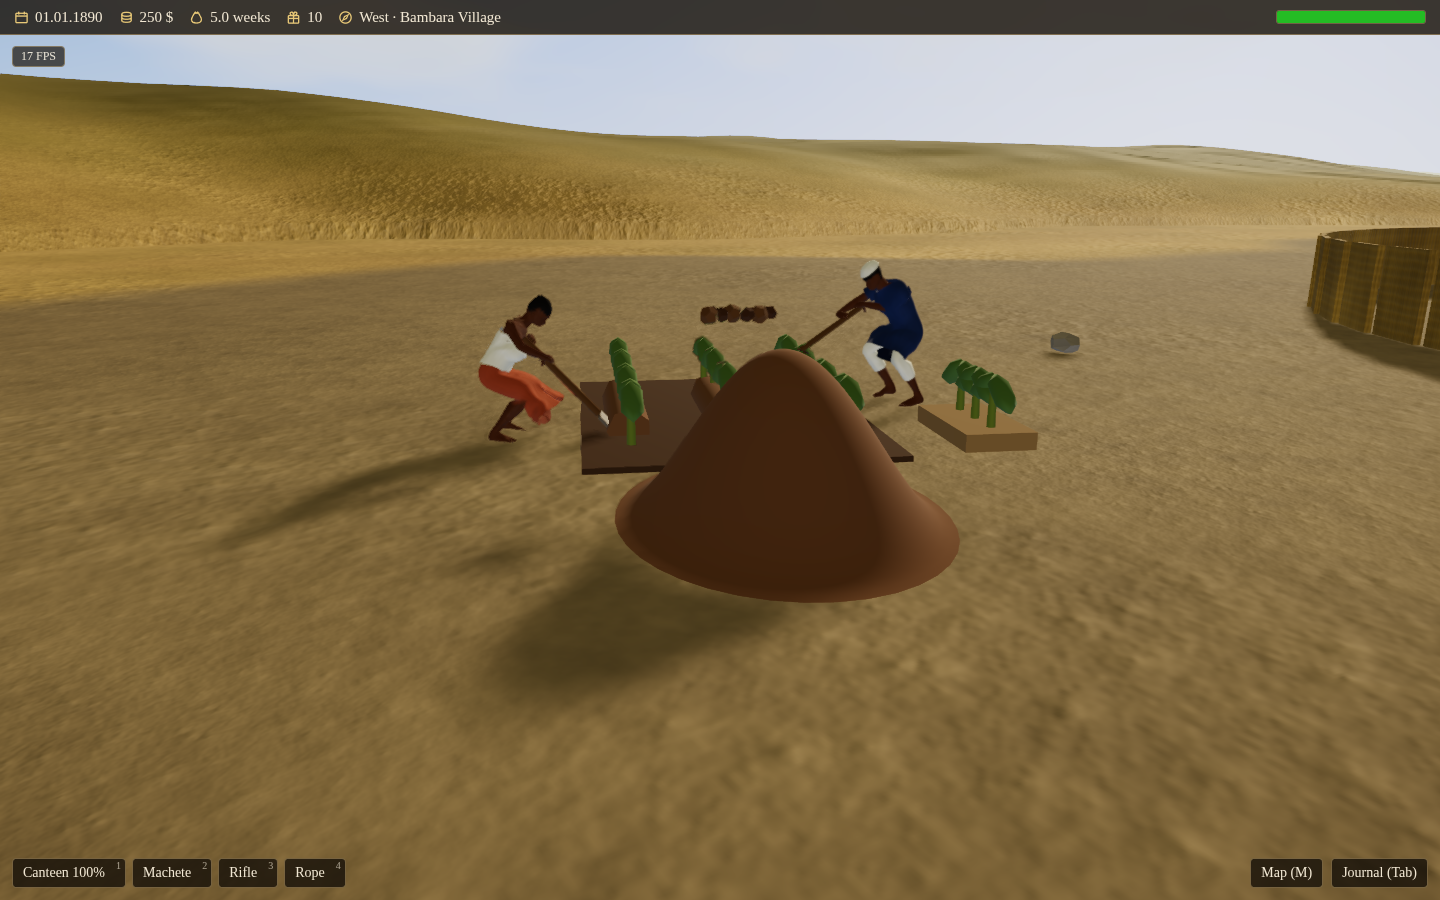 01.01.1890 250 $ 5.0 weeks 10 West · Bambara Village
17 FPS
Canteen 100% 1 Machete 2 Rifle 3 Rope 4 Map (M) Journal (Tab)